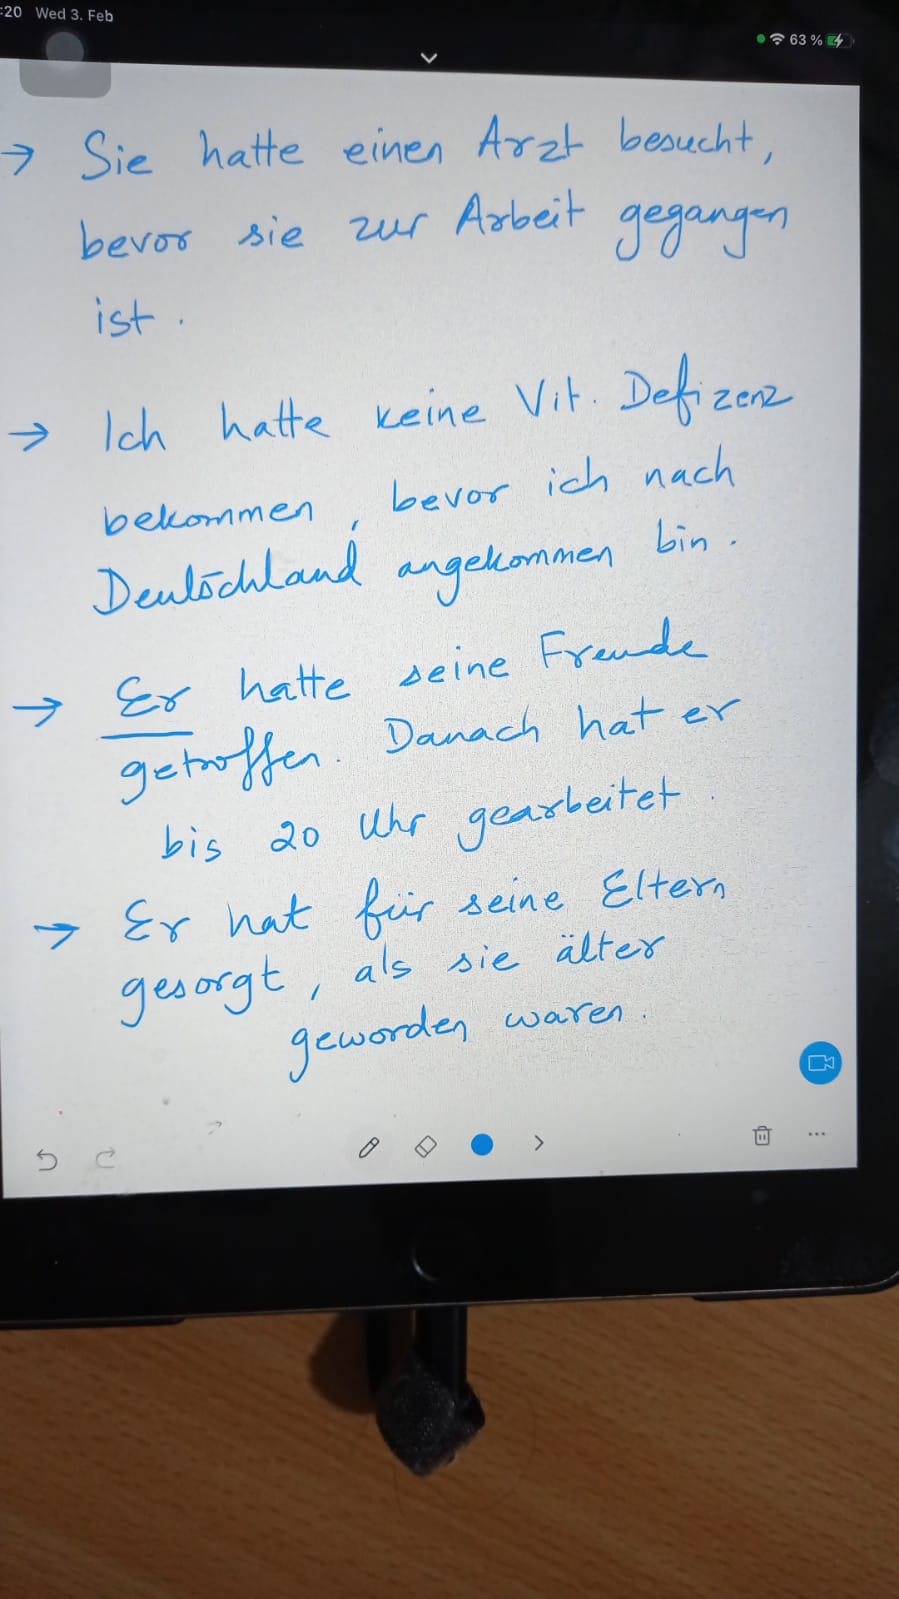 :20 Wed 3. Feb
63 %
→ Sie hatte einen Arzt besucht,
bevor sie zur Arbeit gegangen
ist.
→ Ich hatte keine Vit. Defizenz
bekommen, bevor ich nach
Deutschland angekommen bin.
→ Er hatte seine Freunde
getroffen. Danach hat er
bis 20 Uhr gearbeitet.
→ Er hat für seine Eltern
gesorgt, als sie älter
geworden waren.